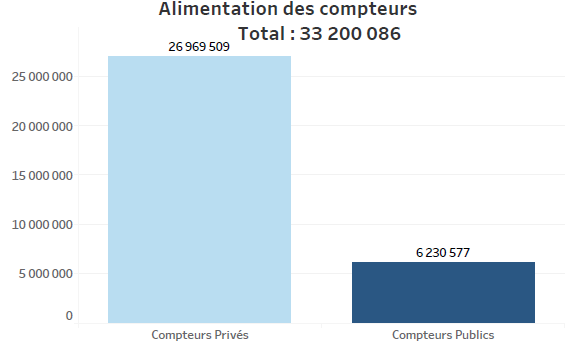 Alimentation des compteurs
Total : 33 200 086
26 969 509
25 000 000
20 000 000
15 000 000
10 000 000
6 230 577
5 000 000
0
Compteurs Privés
Compteurs Publics